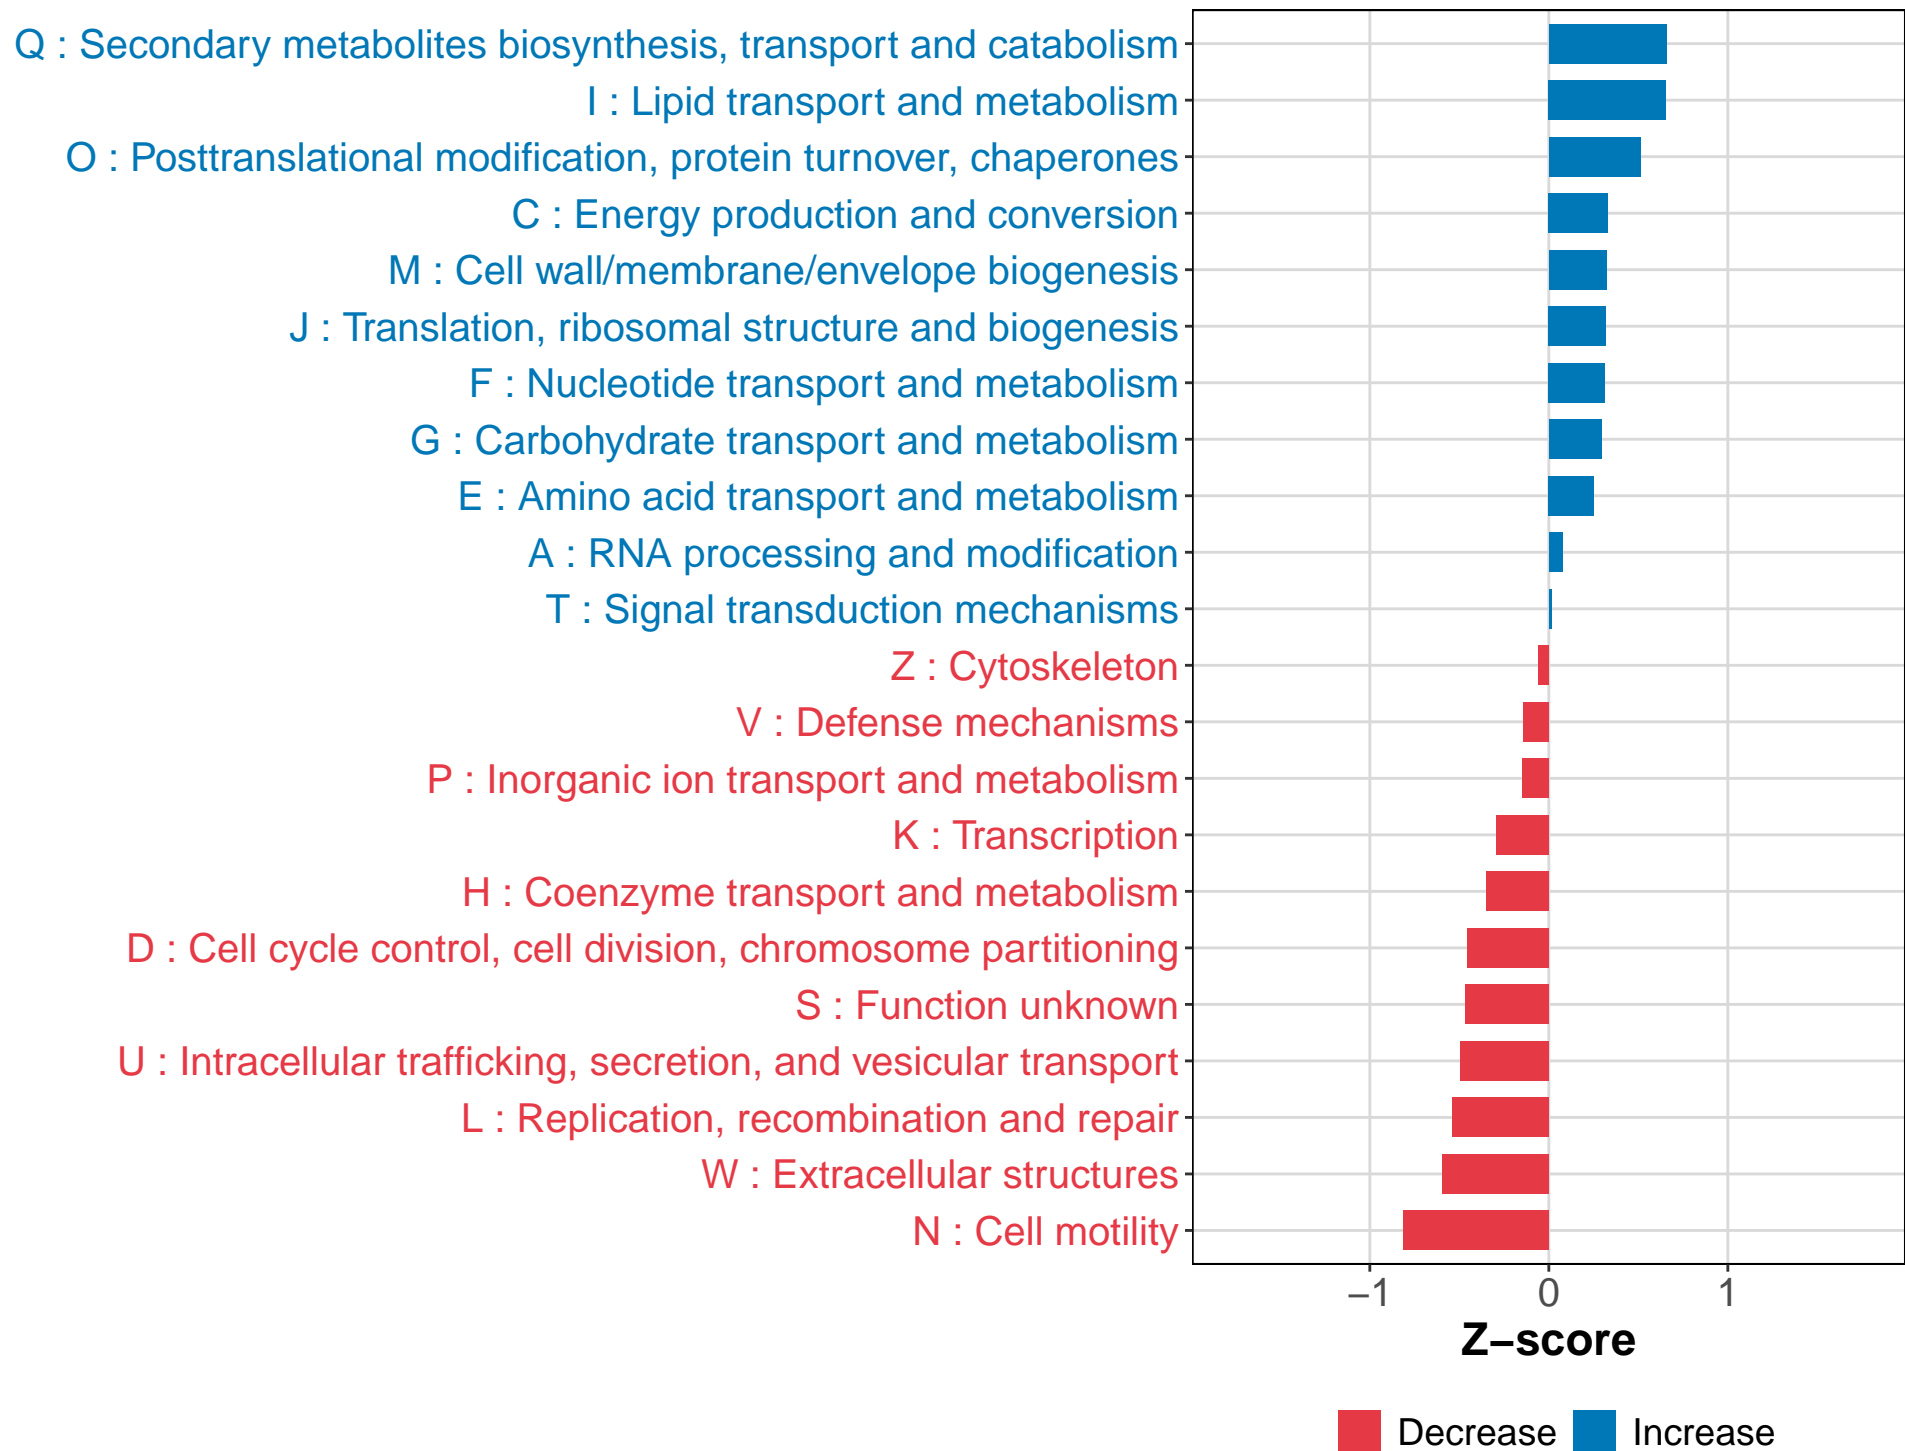 Q : Secondary metabolites biosynthesis, transport and catabolism
I : Lipid transport and metabolism
O : Posttranslational modification, protein turnover, chaperones
C : Energy production and conversion
M : Cell wall/membrane/envelope biogenesis
J : Translation, ribosomal structure and biogenesis
F : Nucleotide transport and metabolism
G : Carbohydrate transport and metabolism
E : Amino acid transport and metabolism
A : RNA processing and modification
T : Signal transduction mechanisms
Z : Cytoskeleton
V : Defense mechanisms
P : Inorganic ion transport and metabolism
K : Transcription
H : Coenzyme transport and metabolism
D : Cell cycle control, cell division, chromosome partitioning
S : Function unknown
U : Intracellular trafficking, secretion, and vesicular transport
L : Replication, recombination and repair
W : Extracellular structures
N : Cell motility
−1 0 1
Z−score
Decrease Increase